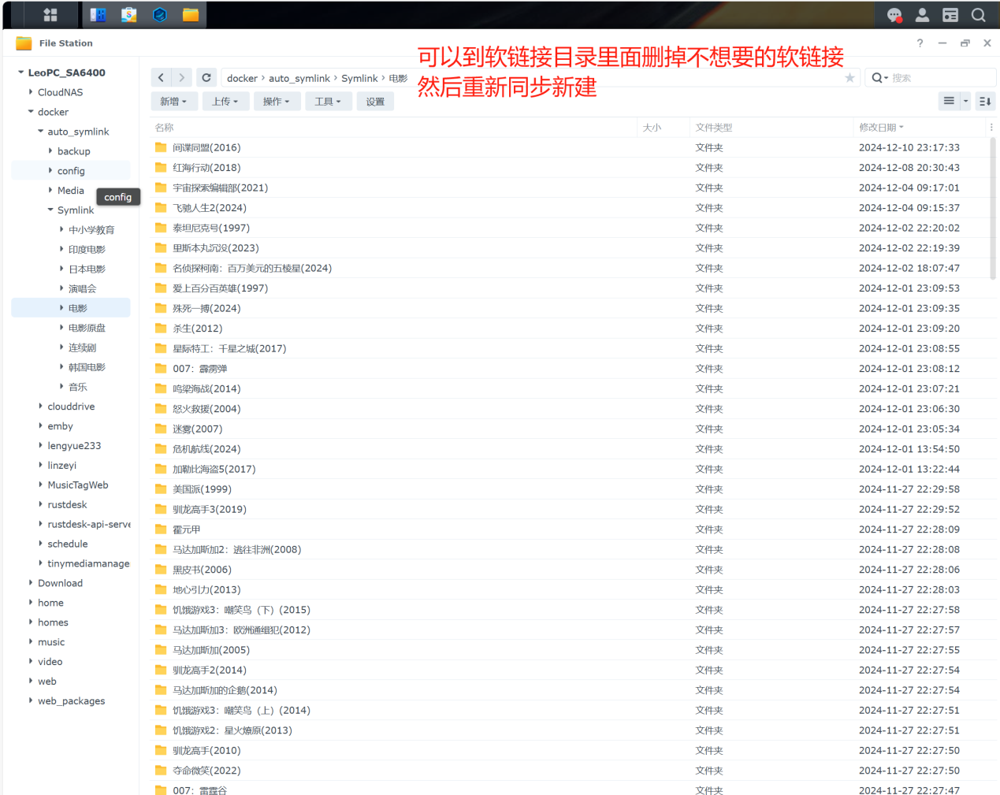 File Station
可以到软链接目录里面删掉不想要的软链接
然后重新同步新建
LeoPC_SA6400
CloudNAS
docker
auto_symlink
backup
config
Media
config
Symlink
中小学教育
印度电影
日本电影
演唱会
电影
电影原盘
连续剧
韩国电影
音乐
clouddrive
emby
lengyue233
linzeyi
MusicTagWeb
rustdesk
rustdesk-api-serve
schedule
tinymediamanage
Download
home
homes
music
video
web
web_packages
docker › auto_symlink › Symlink › 电影
搜索
新增 上传 操作 工具 设置
名称 大小 文件类型 修改日期
间谍同盟(2016) 文件夹 2024-12-10 23:17:33
红海行动(2018) 文件夹 2024-12-08 20:30:43
宇宙探索编辑部(2021) 文件夹 2024-12-04 09:17:01
飞驰人生2(2024) 文件夹 2024-12-04 09:15:37
泰坦尼克号(1997) 文件夹 2024-12-02 22:20:02
里斯本丸沉没(2023) 文件夹 2024-12-02 22:19:39
名侦探柯南：百万美元的五棱星(2024) 文件夹 2024-12-02 18:07:47
爱上百分百英雄(1997) 文件夹 2024-12-01 23:09:53
殊死一搏(2024) 文件夹 2024-12-01 23:09:35
杀生(2012) 文件夹 2024-12-01 23:09:20
星际特工：千星之城(2017) 文件夹 2024-12-01 23:08:55
007：霹雳弹 文件夹 2024-12-01 23:08:12
鸣梁海战(2014) 文件夹 2024-12-01 23:07:21
怒火救援(2004) 文件夹 2024-12-01 23:06:30
迷雾(2007) 文件夹 2024-12-01 23:05:34
危机航线(2024) 文件夹 2024-12-01 13:54:50
加勒比海盗5(2017) 文件夹 2024-12-01 13:22:44
美国派(1999) 文件夹 2024-11-27 22:29:58
驯龙高手3(2019) 文件夹 2024-11-27 22:29:52
霍元甲 文件夹 2024-11-27 22:28:09
马达加斯加2：逃往非洲(2008) 文件夹 2024-11-27 22:28:08
黑皮书(2006) 文件夹 2024-11-27 22:28:06
地心引力(2013) 文件夹 2024-11-27 22:28:03
饥饿游戏3：嘲笑鸟（下）(2015) 文件夹 2024-11-27 22:27:58
马达加斯加3：欧洲通缉犯(2012) 文件夹 2024-11-27 22:27:57
马达加斯加(2005) 文件夹 2024-11-27 22:27:55
驯龙高手2(2014) 文件夹 2024-11-27 22:27:54
马达加斯加的企鹅(2014) 文件夹 2024-11-27 22:27:54
饥饿游戏3：嘲笑鸟（上）(2014) 文件夹 2024-11-27 22:27:51
饥饿游戏2：星火燎原(2013) 文件夹 2024-11-27 22:27:51
驯龙高手(2010) 文件夹 2024-11-27 22:27:50
夺命微笑(2022) 文件夹 2024-11-27 22:27:50
007：雷霆谷 文件夹 2024-11-27 22:27:47